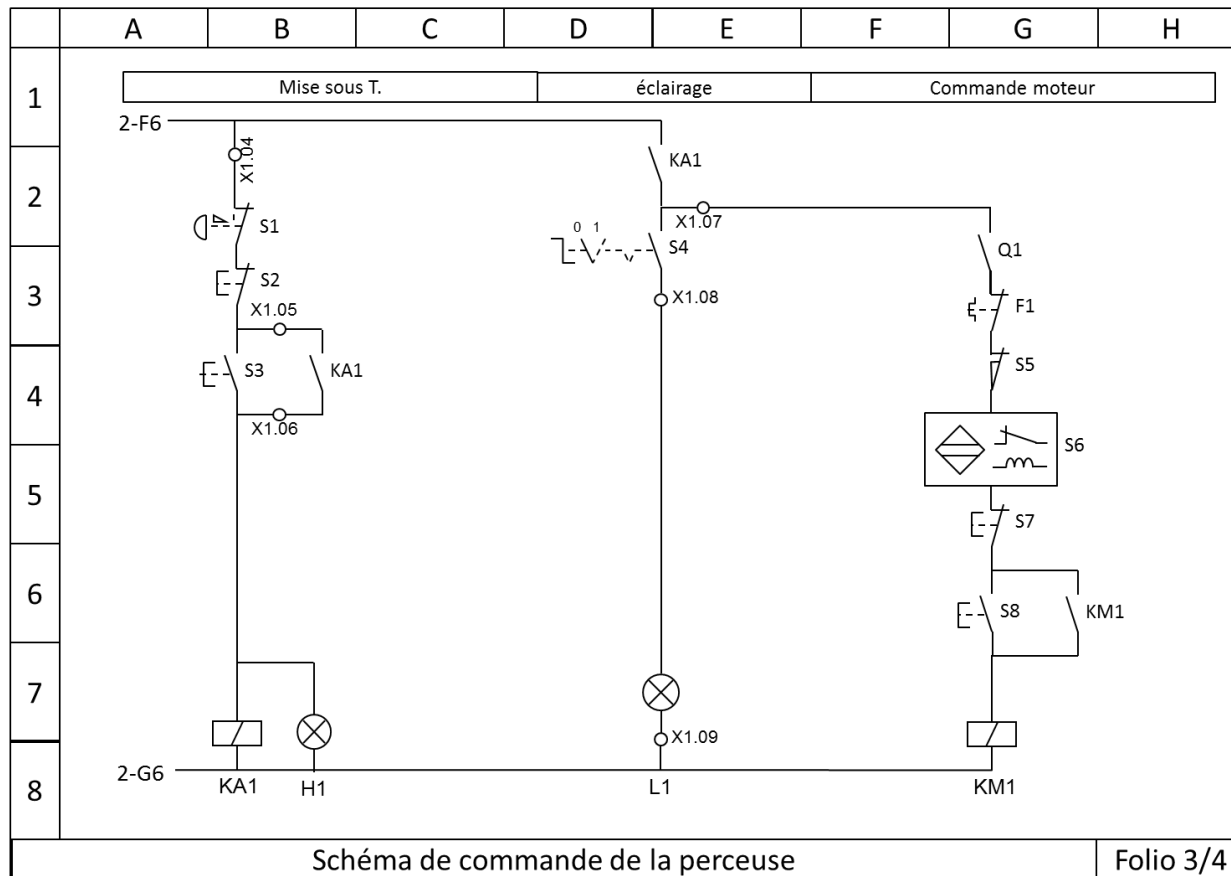 A B C D E F G H
1
Mise sous T. éclairage Commande moteur
2-F6
X1.04
KA1
2
X1.07
S1
0 1
S4
Q1
S2
3
X1.08
X1.05
F1
S3
KA1
S5
4
X1.06
S6
5
S7
6
S8
KM1
7
X1.09
2-G6
KA1 H1 L1 KM1
8
Schéma de commande de la perceuse
Folio 3/4